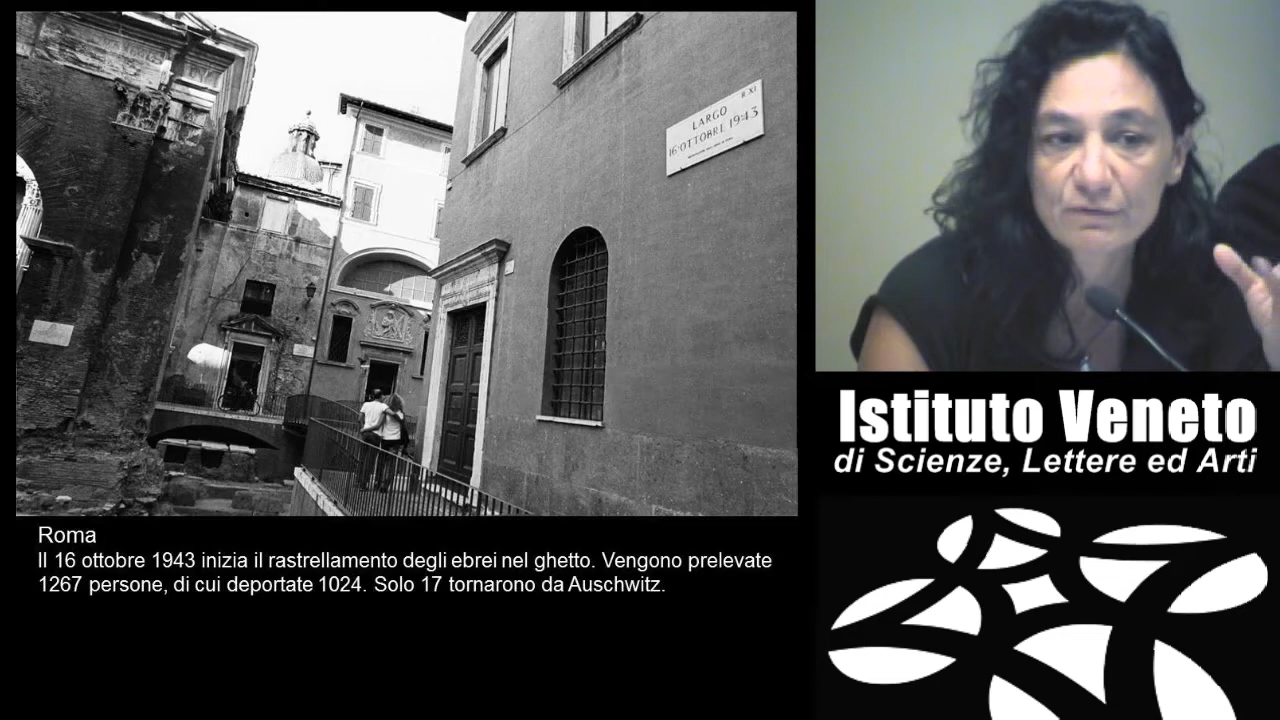 R. XI
LARGO
16·OTTOBRE 1943
Istituto Veneto
di Scienze, Lettere ed Arti
Roma
Il 16 ottobre 1943 inizia il rastrellamento degli ebrei nel ghetto. Vengono prelevate
1267 persone, di cui deportate 1024. Solo 17 tornarono da Auschwitz.